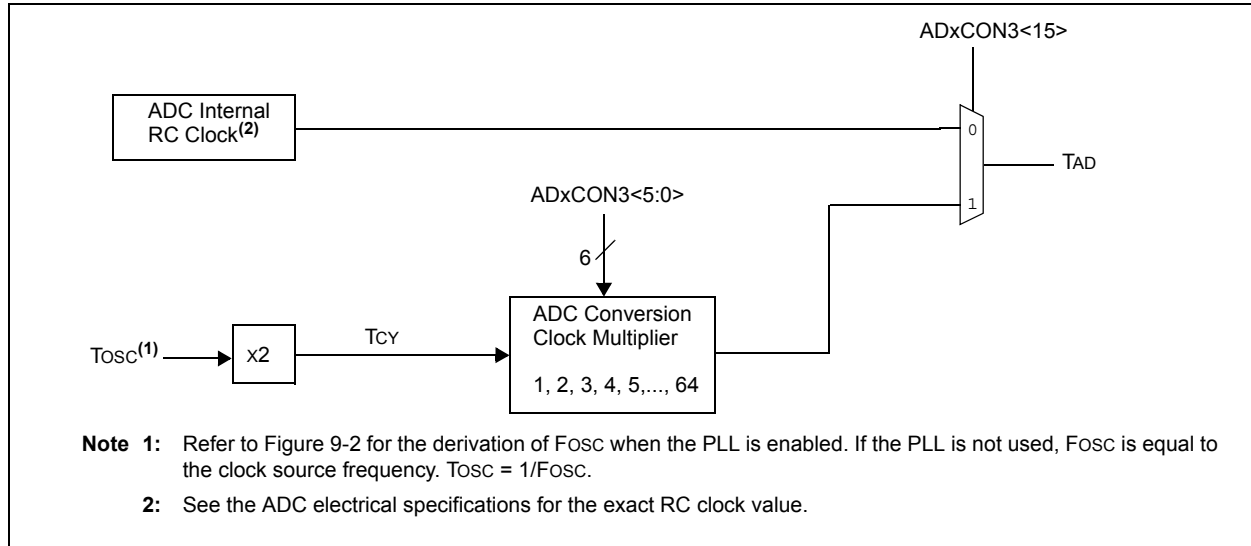 ADxCON3<15>
ADC Internal
RC Clock(2)
0
TAD
ADxCON3<5:0>
1
6
ADC Conversion
Clock Multiplier
1, 2, 3, 4, 5,..., 64
TOSC(1)
X2
TCY
Note 1: Refer to Figure 9-2 for the derivation of FOSC when the PLL is enabled. If the PLL is not used, FOSC is equal to
the clock source frequency. TOSC = 1/FOSC.
2: See the ADC electrical specifications for the exact RC clock value.